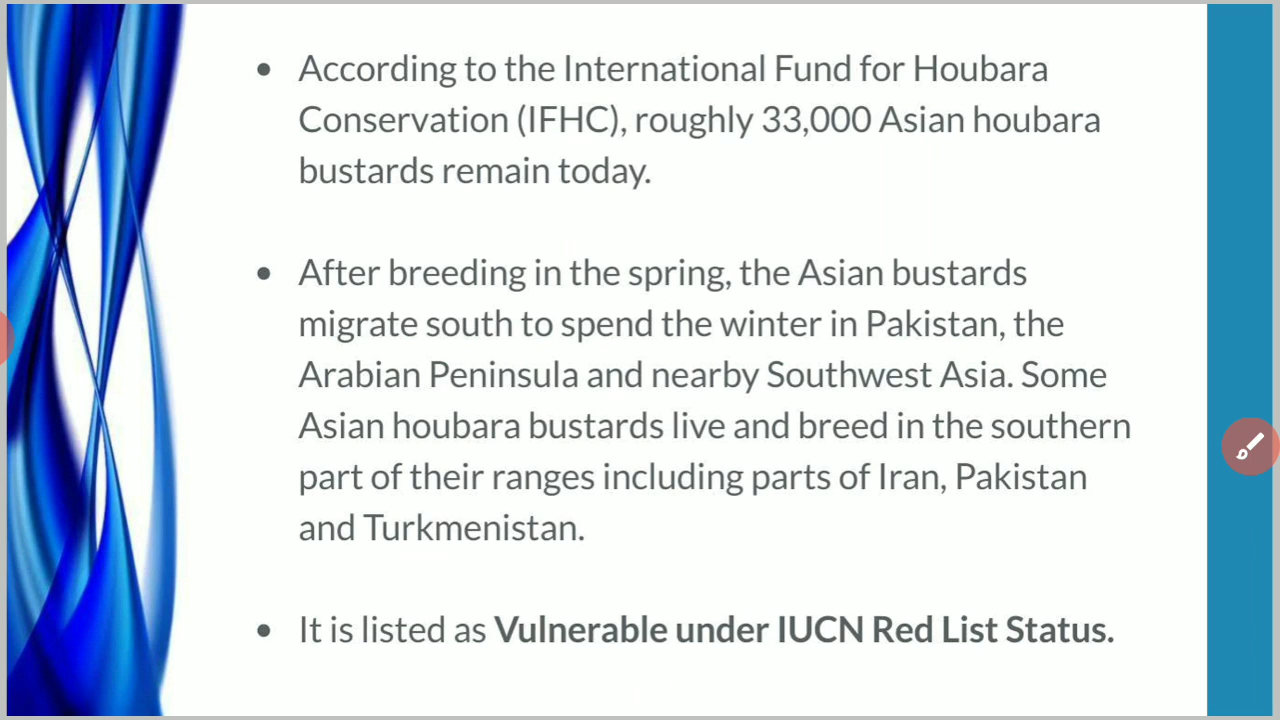 • According to the International Fund for Houbara
Conservation (IFHC), roughly 33,000 Asian houbara
bustards remain today.
• After breeding in the spring, the Asian bustards
migrate south to spend the winter in Pakistan, the
Arabian Peninsula and nearby Southwest Asia. Some
Asian houbara bustards live and breed in the southern
part of their ranges including parts of Iran, Pakistan
and Turkmenistan.
• It is listed as Vulnerable under IUCN Red List Status.